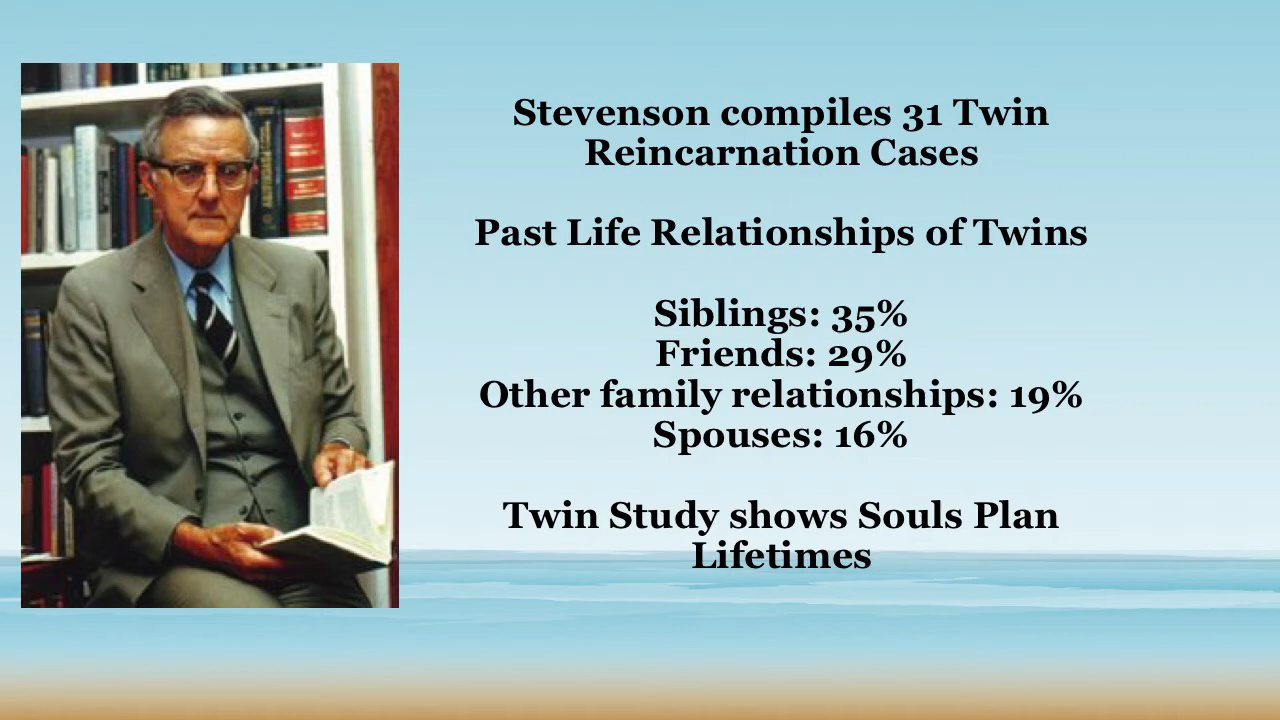 Stevenson compiles 31 Twin
Reincarnation Cases
Past Life Relationships of Twins
Siblings: 35%
Friends: 29%
Other family relationships: 19%
Spouses: 16%
Twin Study shows Souls Plan
Lifetimes